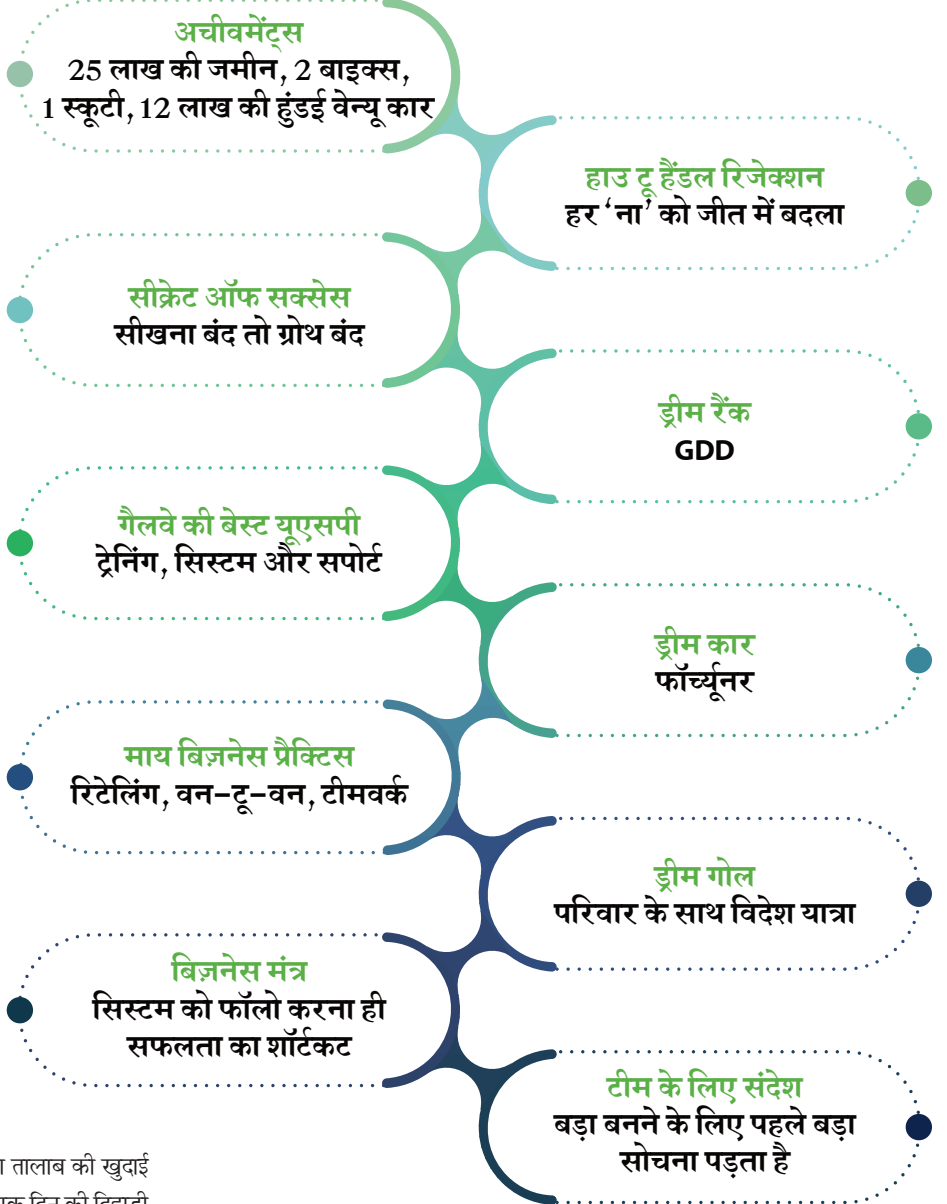 अचीवमेंट्स
25 लाख की जमीन, 2 बाइक्स,
1 स्कूटी, 12 लाख की हुंडई वेन्यू कार
हाउ टू हैंडल रिजेक्शन
हर ‘ना’ को जीत में बदला
सीक्रेट ऑफ सक्सेस
सीखना बंद तो ग्रोथ बंद
ड्रीम रैंक
GDD
गैलवे की बेस्ट यूएसपी
ट्रेनिंग, सिस्टम और सपोर्ट
ड्रीम कार
फॉर्च्यूनर
माय बिज़नेस प्रैक्टिस
रिटेलिंग, वन-टू-वन, टीमवर्क
ड्रीम गोल
परिवार के साथ विदेश यात्रा
बिज़नेस मंत्र
सिस्टम को फॉलो करना ही
सफलता का शॉर्टकट
टीम के लिए संदेश
बड़ा बनने के लिए पहले बड़ा
सोचना पड़ता है
तालाब की खुदाई